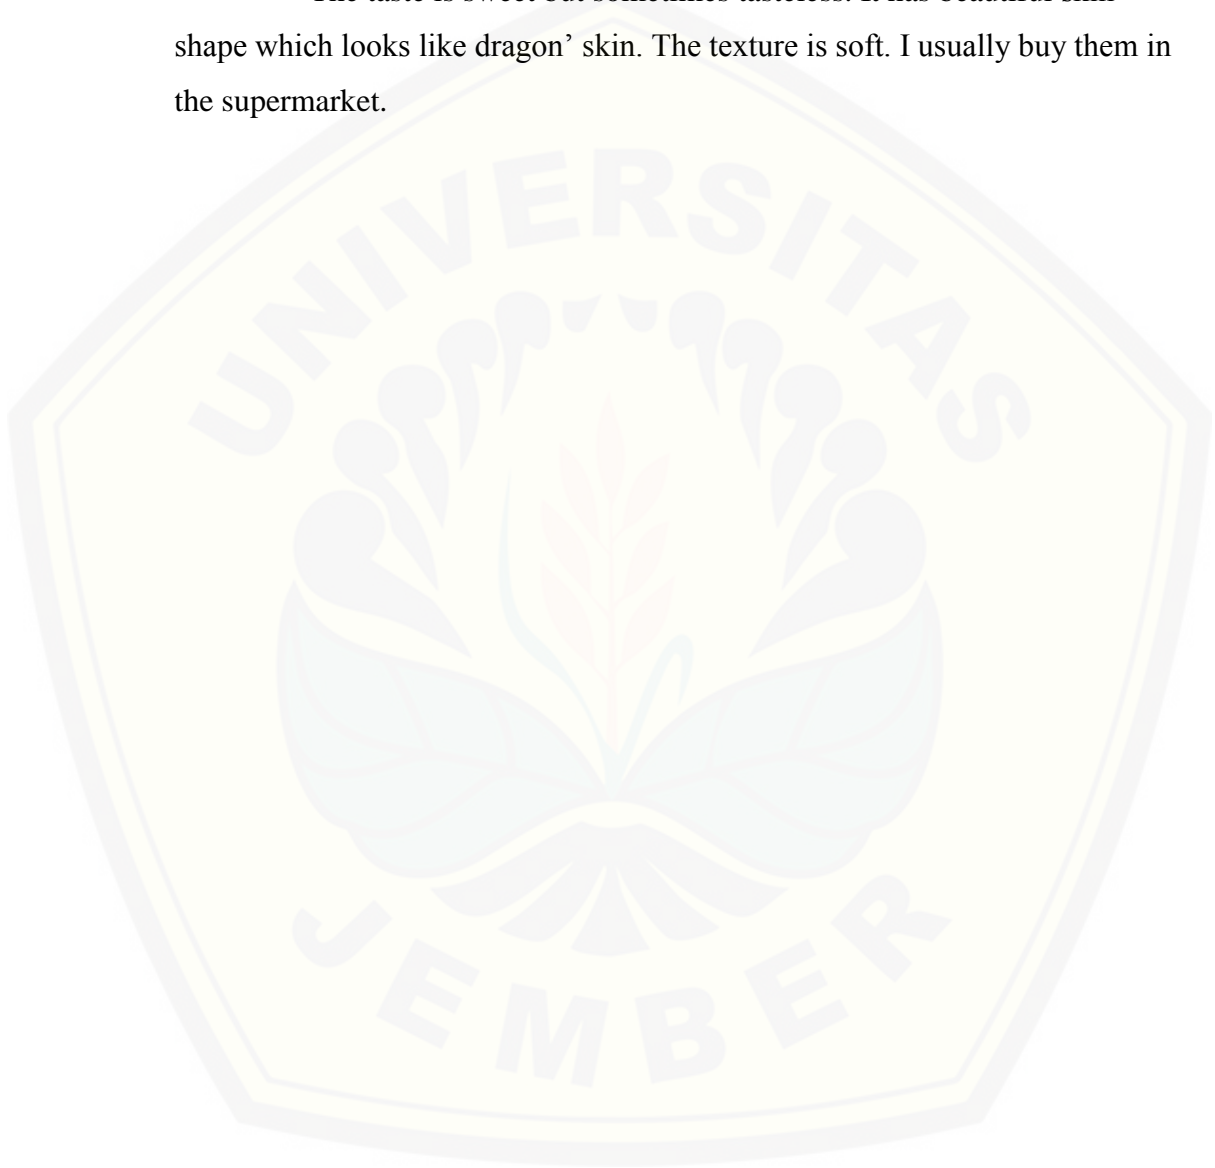 The taste is sweet but sometimes tasteless. It has beautiful skin
shape which looks like dragon’ skin. The texture is soft. I usually buy them in
the supermarket.
UNIVERSITAS
JEMBER